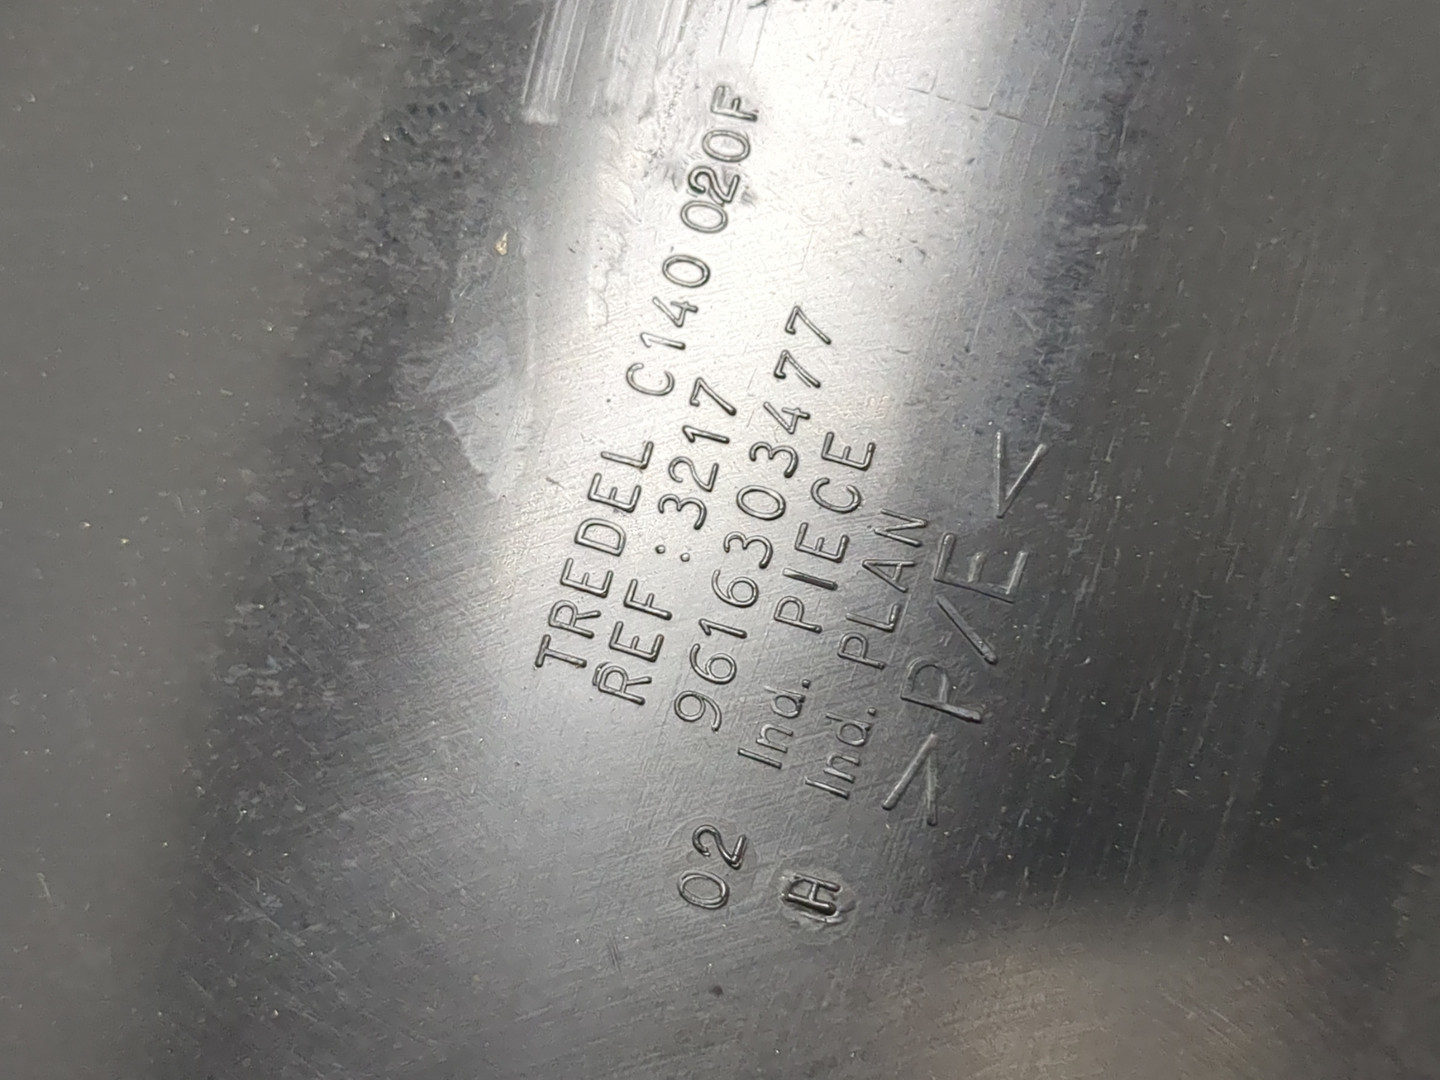 TREDEL C140 020F
REF : 3217
9616303477
02 Ind. PIECE
H Ind. PLAN
>P/E<